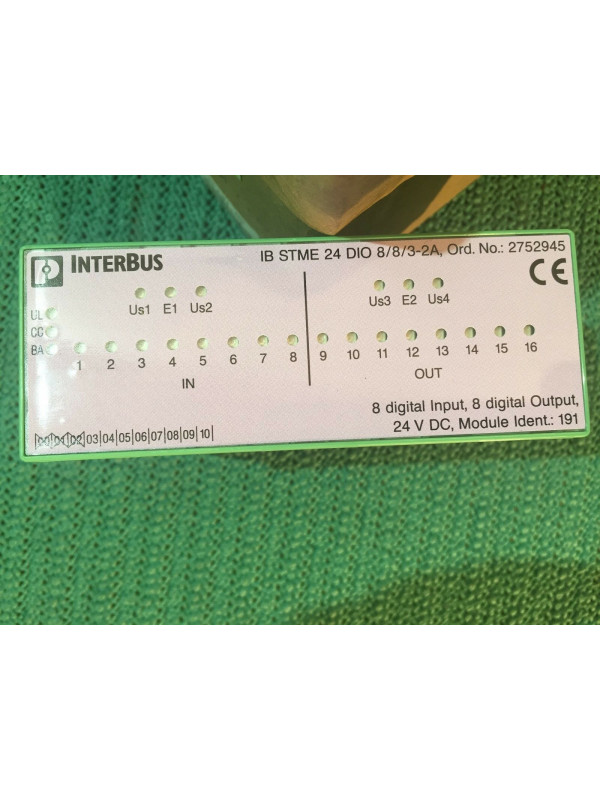 INTERBUS
IB STME 24 DIO 8/8/3-2A, Ord. No.: 2752945
CE
Us1 E1 Us2
Us3 E2 Us4
UL
CC
BA
1 2 3 4 5 6 7 8
9 10 11 12 13 14 15 16
IN
OUT
8 digital Input, 8 digital Output,
24 V DC, Module Ident.: 191
|00|01|02|03|04|05|06|07|08|09|10|